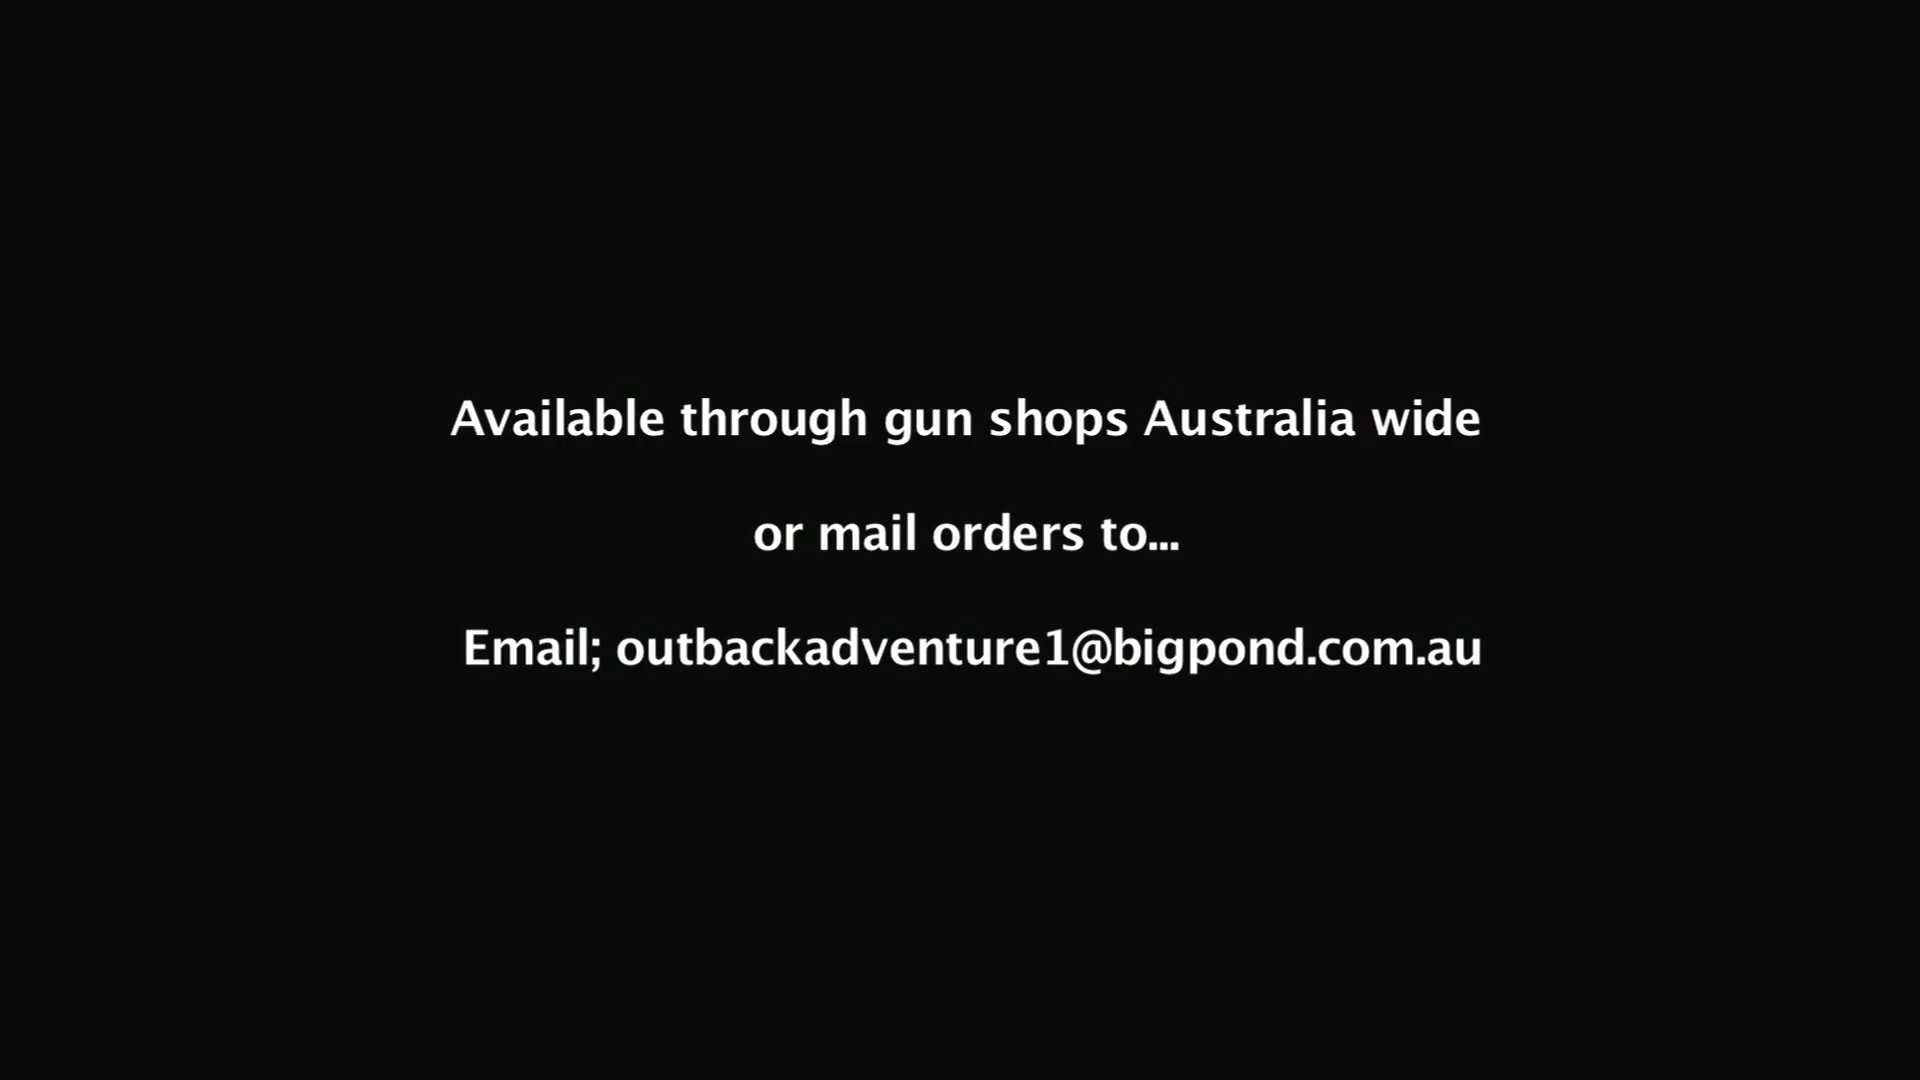 Available through gun shops Australia wide
or mail orders to...
Email; outbackadventure1@bigpond.com.au